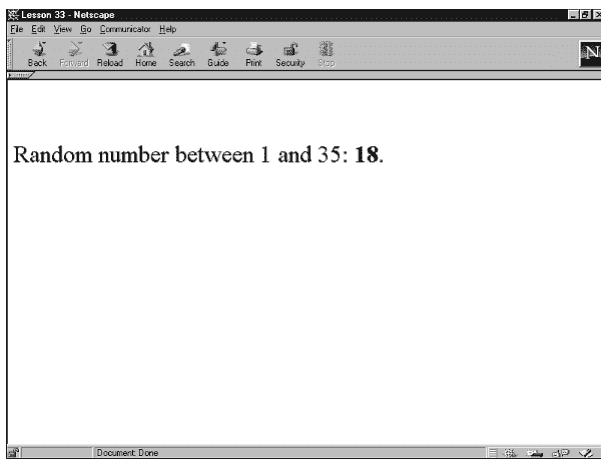 Lesson 33 - Netscape
File Edit View Go Communicator Help
Back Forward Reload Home Search Guide Print Security Stop
N
Random number between 1 and 35: 18.
Document: Done